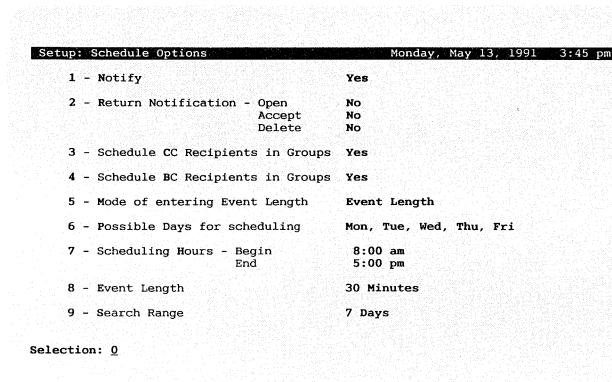 Setup: Schedule Options Monday, May 13, 1991 3:45 pm
1 - Notify Yes
2 - Return Notification - Open No
Accept No
Delete No
3 - Schedule CC Recipients in Groups Yes
4 - Schedule BC Recipients in Groups Yes
5 - Mode of entering Event Length Event Length
6 - Possible Days for scheduling Mon, Tue, Wed, Thu, Fri
7 - Scheduling Hours - Begin 8:00 am
End 5:00 pm
8 - Event Length 30 Minutes
9 - Search Range 7 Days
Selection: 0